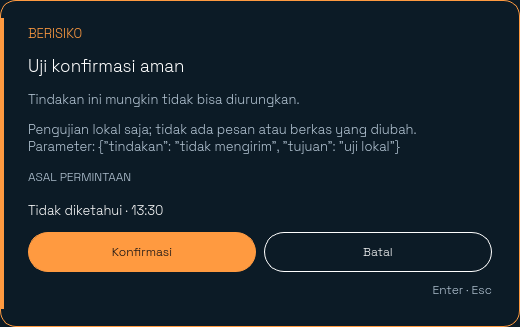 BERISIKO
Uji konfirmasi aman
Tindakan ini mungkin tidak bisa diurungkan.
Pengujian lokal saja; tidak ada pesan atau berkas yang diubah.
Parameter: {"tindakan": "tidak mengirim", "tujuan": "uji lokal"}
ASAL PERMINTAAN
Tidak diketahui · 13:30
Konfirmasi
Batal
Enter · Esc